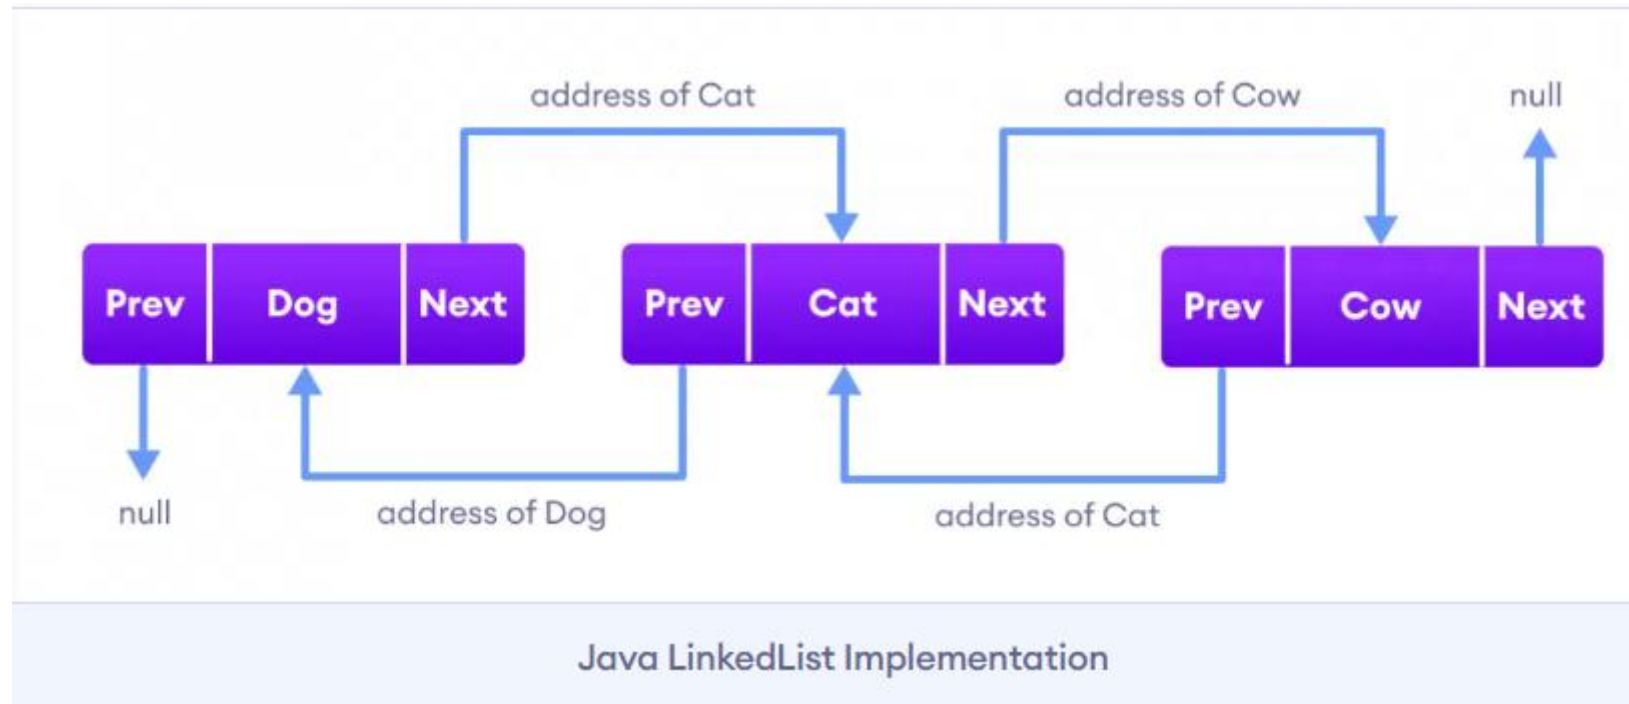 address of Cat
address of Cow
null
Prev
Dog
Next
Prev
Cat
Next
Prev
Cow
Next
null
address of Dog
address of Cat
Java LinkedList Implementation